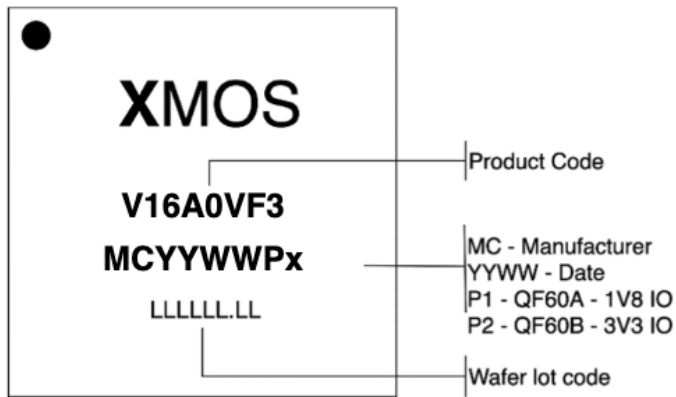 XMOS
V16A0VF3
MCYYWWPx
LLLLLL.LL
Product Code
MC - Manufacturer
YYWW - Date
P1 - QF60A - 1V8 IO
P2 - QF60B - 3V3 IO
Wafer lot code